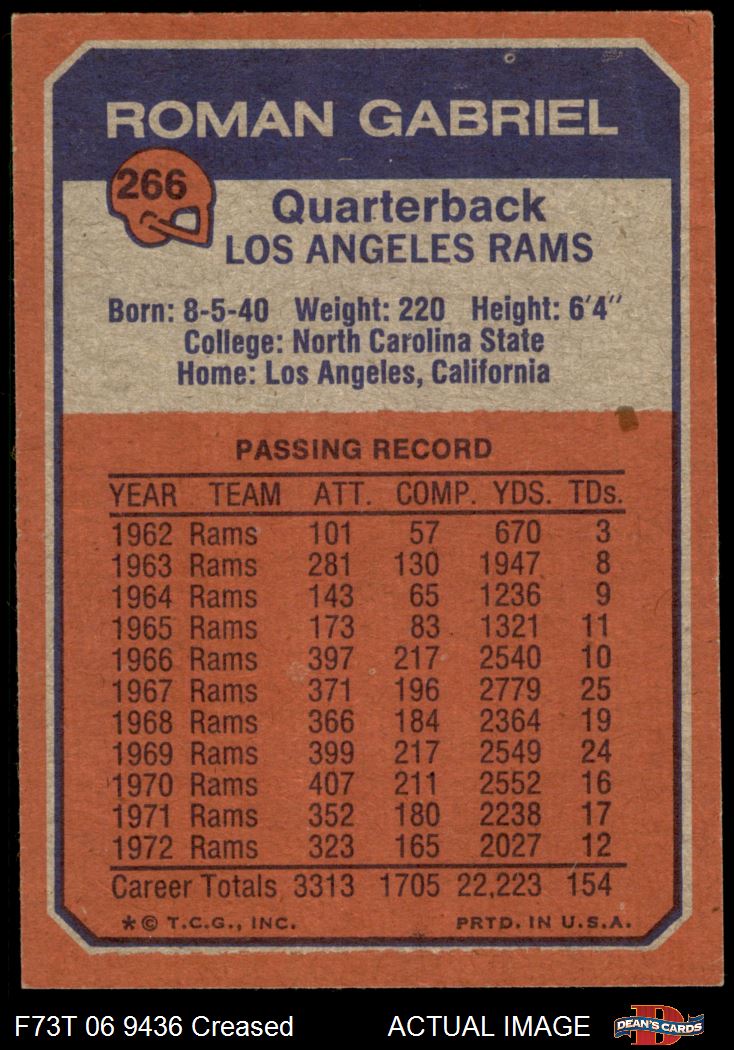 ROMAN GABRIEL
266
Quarterback
LOS ANGELES RAMS
Born: 8-5-40 Weight: 220 Height: 6'4"
College: North Carolina State
Home: Los Angeles, California
PASSING RECORD
YEAR TEAM ATT. COMP. YDS. TDs.
1962 Rams 101 57 670 3
1963 Rams 281 130 1947 8
1964 Rams 143 65 1236 9
1965 Rams 173 83 1321 11
1966 Rams 397 217 2540 10
1967 Rams 371 196 2779 25
1968 Rams 366 184 2364 19
1969 Rams 399 217 2549 24
1970 Rams 407 211 2552 16
1971 Rams 352 180 2238 17
1972 Rams 323 165 2027 12
Career Totals 3313 1705 22,223 154
* © T.C.G., INC. PRTD. IN U.S.A.
F73T 06 9436 Creased ACTUAL IMAGE D DEAN'S CARDS